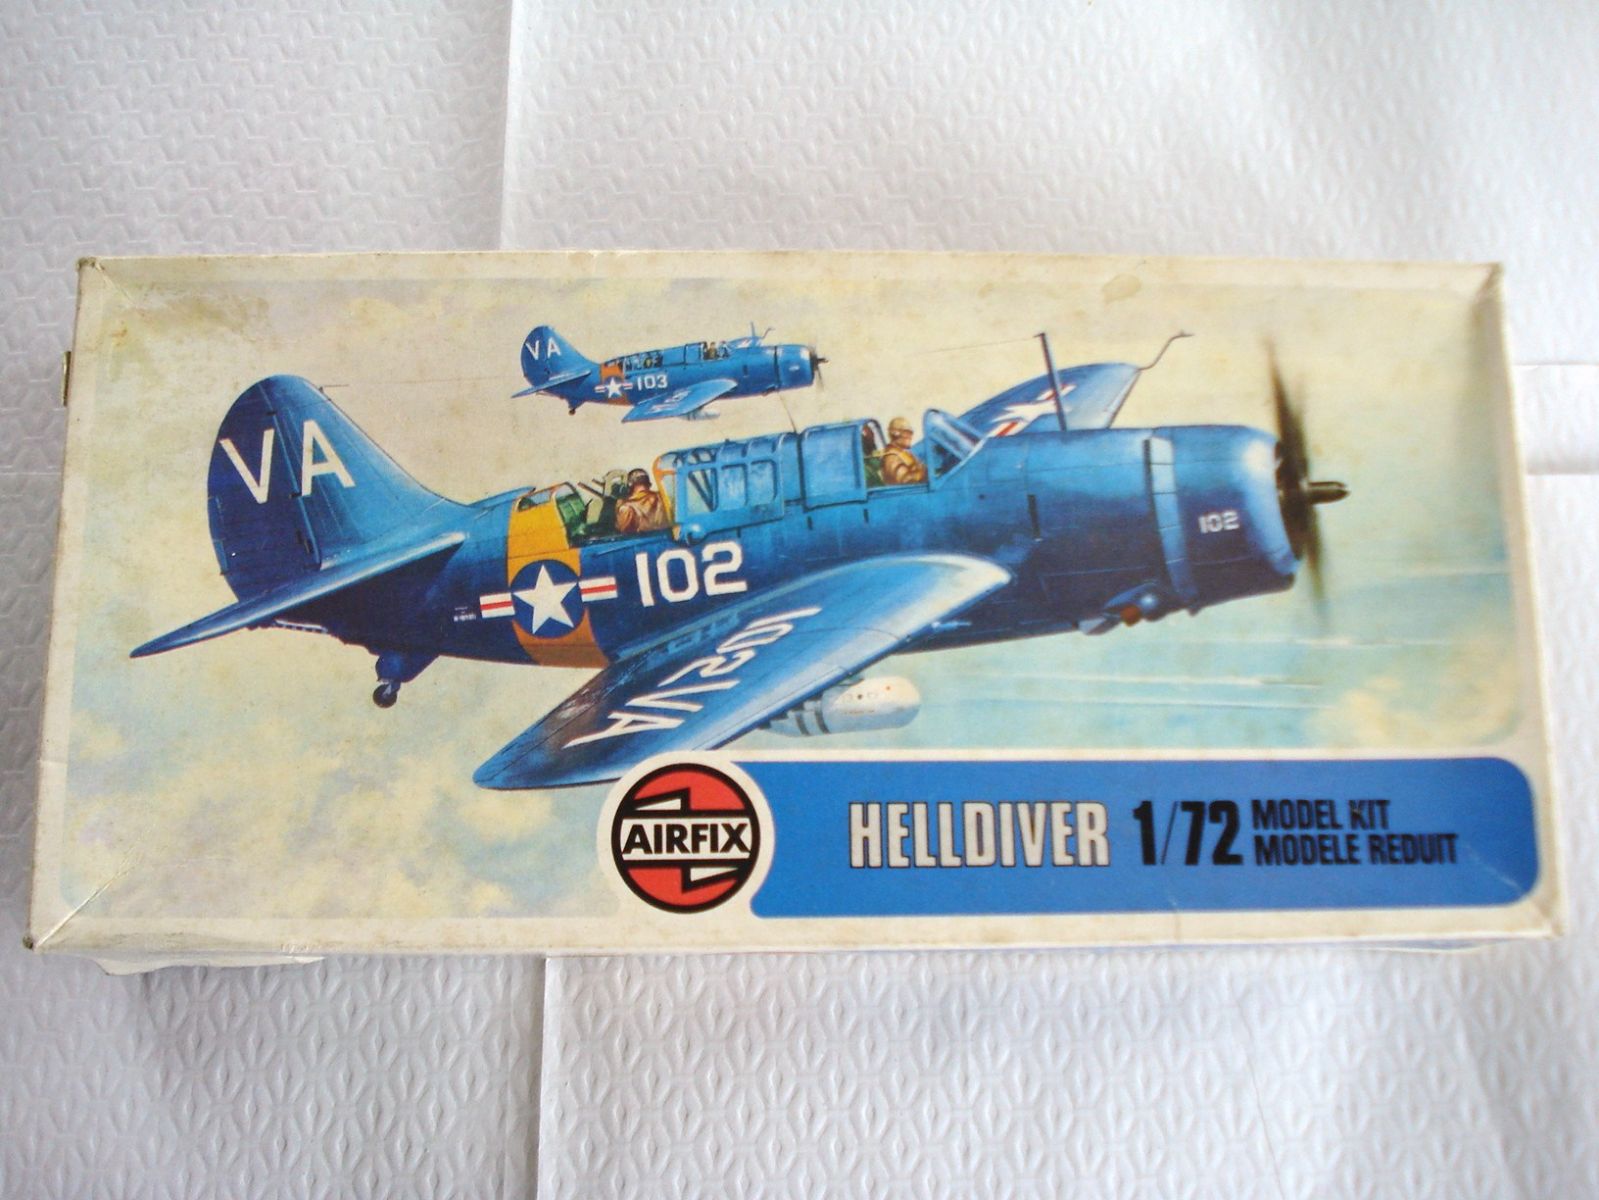 VA
103
VA
102
102
102VA
AIRFIX
HELLDIVER 1/72 MODEL KIT
MODELE REDUIT